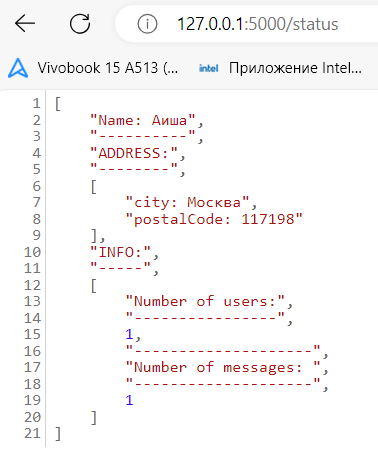 127.0.0.1:5000/status
Vivobook 15 A513 (... intel Приложение Intel...
1 [
2 "Name: Аиша",
3 "----------",
4 "ADDRESS:",
5 "--------",
6 [
7 "city: Москва",
8 "postalCode: 117198"
9 ],
10 "INFO:",
11 "-----",
12 [
13 "Number of users:",
14 "----------------",
15 1,
16 "--------------------",
17 "Number of messages: ",
18 "--------------------",
19 1
20 ]
21 ]